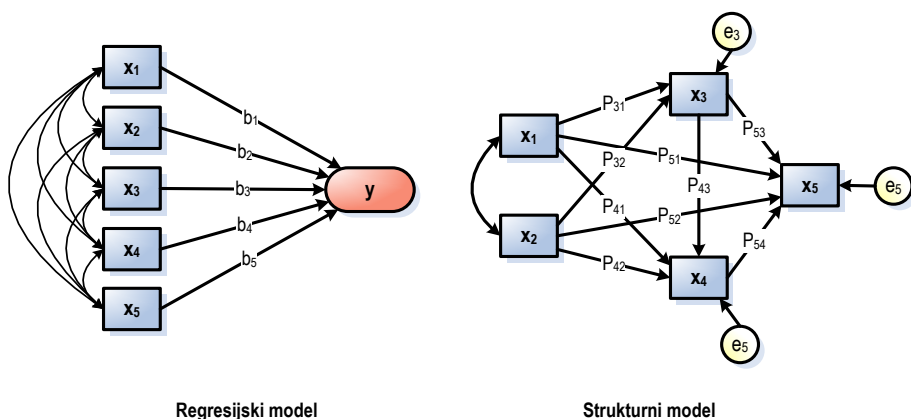 x1
x2
x3
x4
x5
b1
b2
b3
b4
b5
y
Regresijski model
e3
x3
x1
x2
x4
x5
e5
e5
P31
P32
P51
P53
P43
P41
P52
P42
P54
Strukturni model